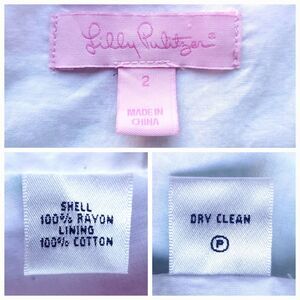 Lilly Pulitzer®
2
MADE IN
CHINA
SHELL
100% RAYON
LINING
100% COTTON
DRY CLEAN
P